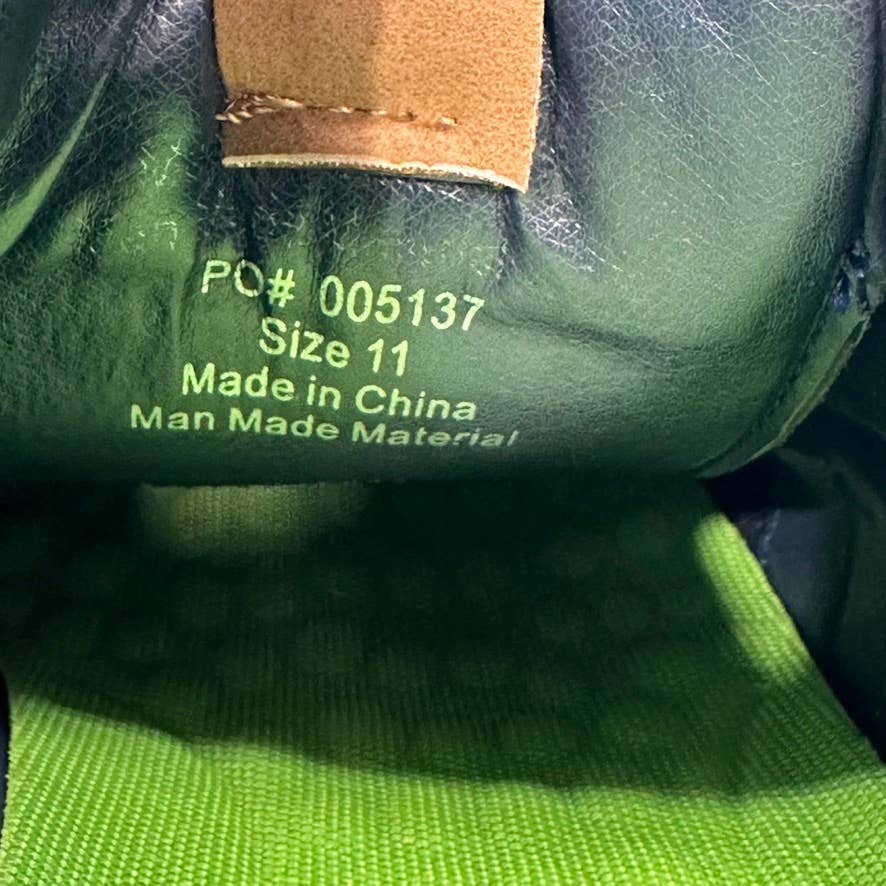 PO# 005137
Size 11
Made in China
Man Made Material